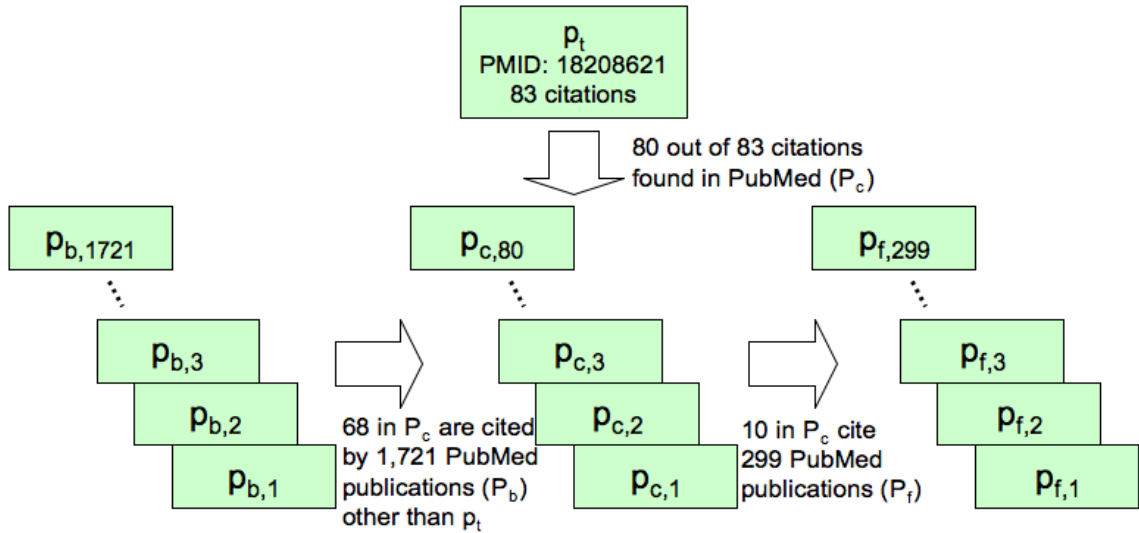 p_t
PMID: 18208621
83 citations
80 out of 83 citations
found in PubMed (P_c)
p_b,1721
p_c,80
p_f,299
p_b,3
p_c,3
p_f,3
p_b,2
p_c,2
p_f,2
p_b,1
p_c,1
p_f,1
68 in P_c are cited
by 1,721 PubMed
publications (P_b)
other than p_t
10 in P_c cite
299 PubMed
publications (P_f)